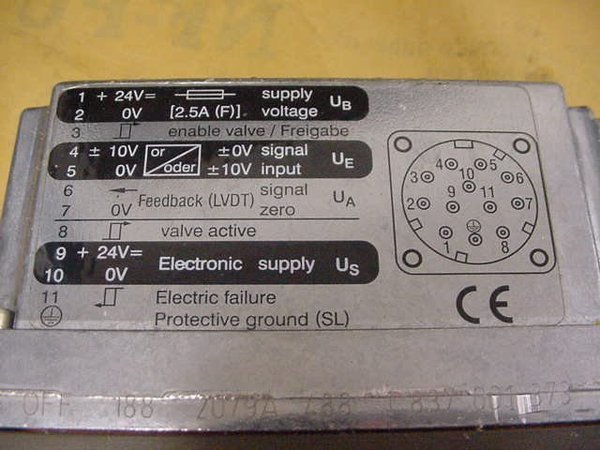 1 + 24V= supply
2 0V [2.5A (F)] voltage UB
3 enable valve / Freigabe
4 ± 10V or ±0V signal
5 0V oder ±10V input UE
6 Feedback (LVDT) signal
7 0V zero UA
8 valve active
9 + 24V= Electronic supply US
10 0V
11 Electric failure
Protective ground (SL)
4 5
3 10 6
9 11
2 7
1 8
CE
OFF 188 2079A